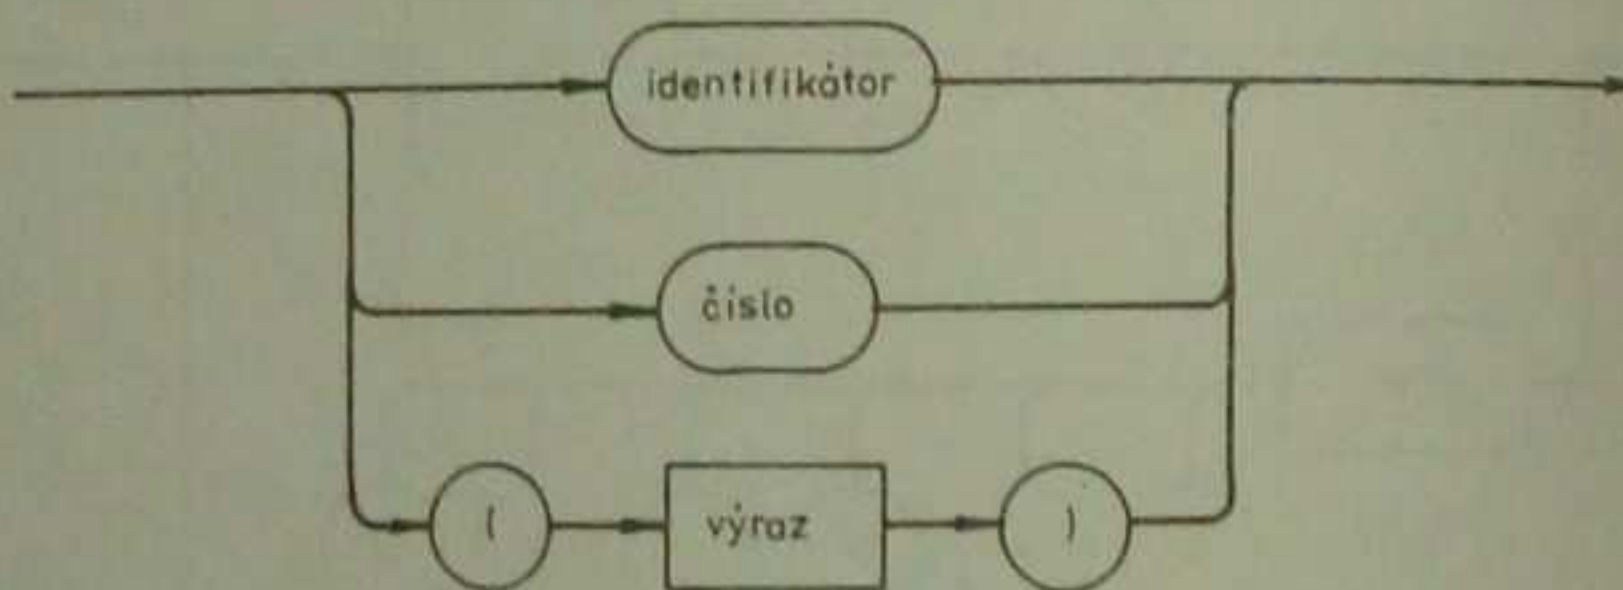 identifikátor
číslo
( výraz )